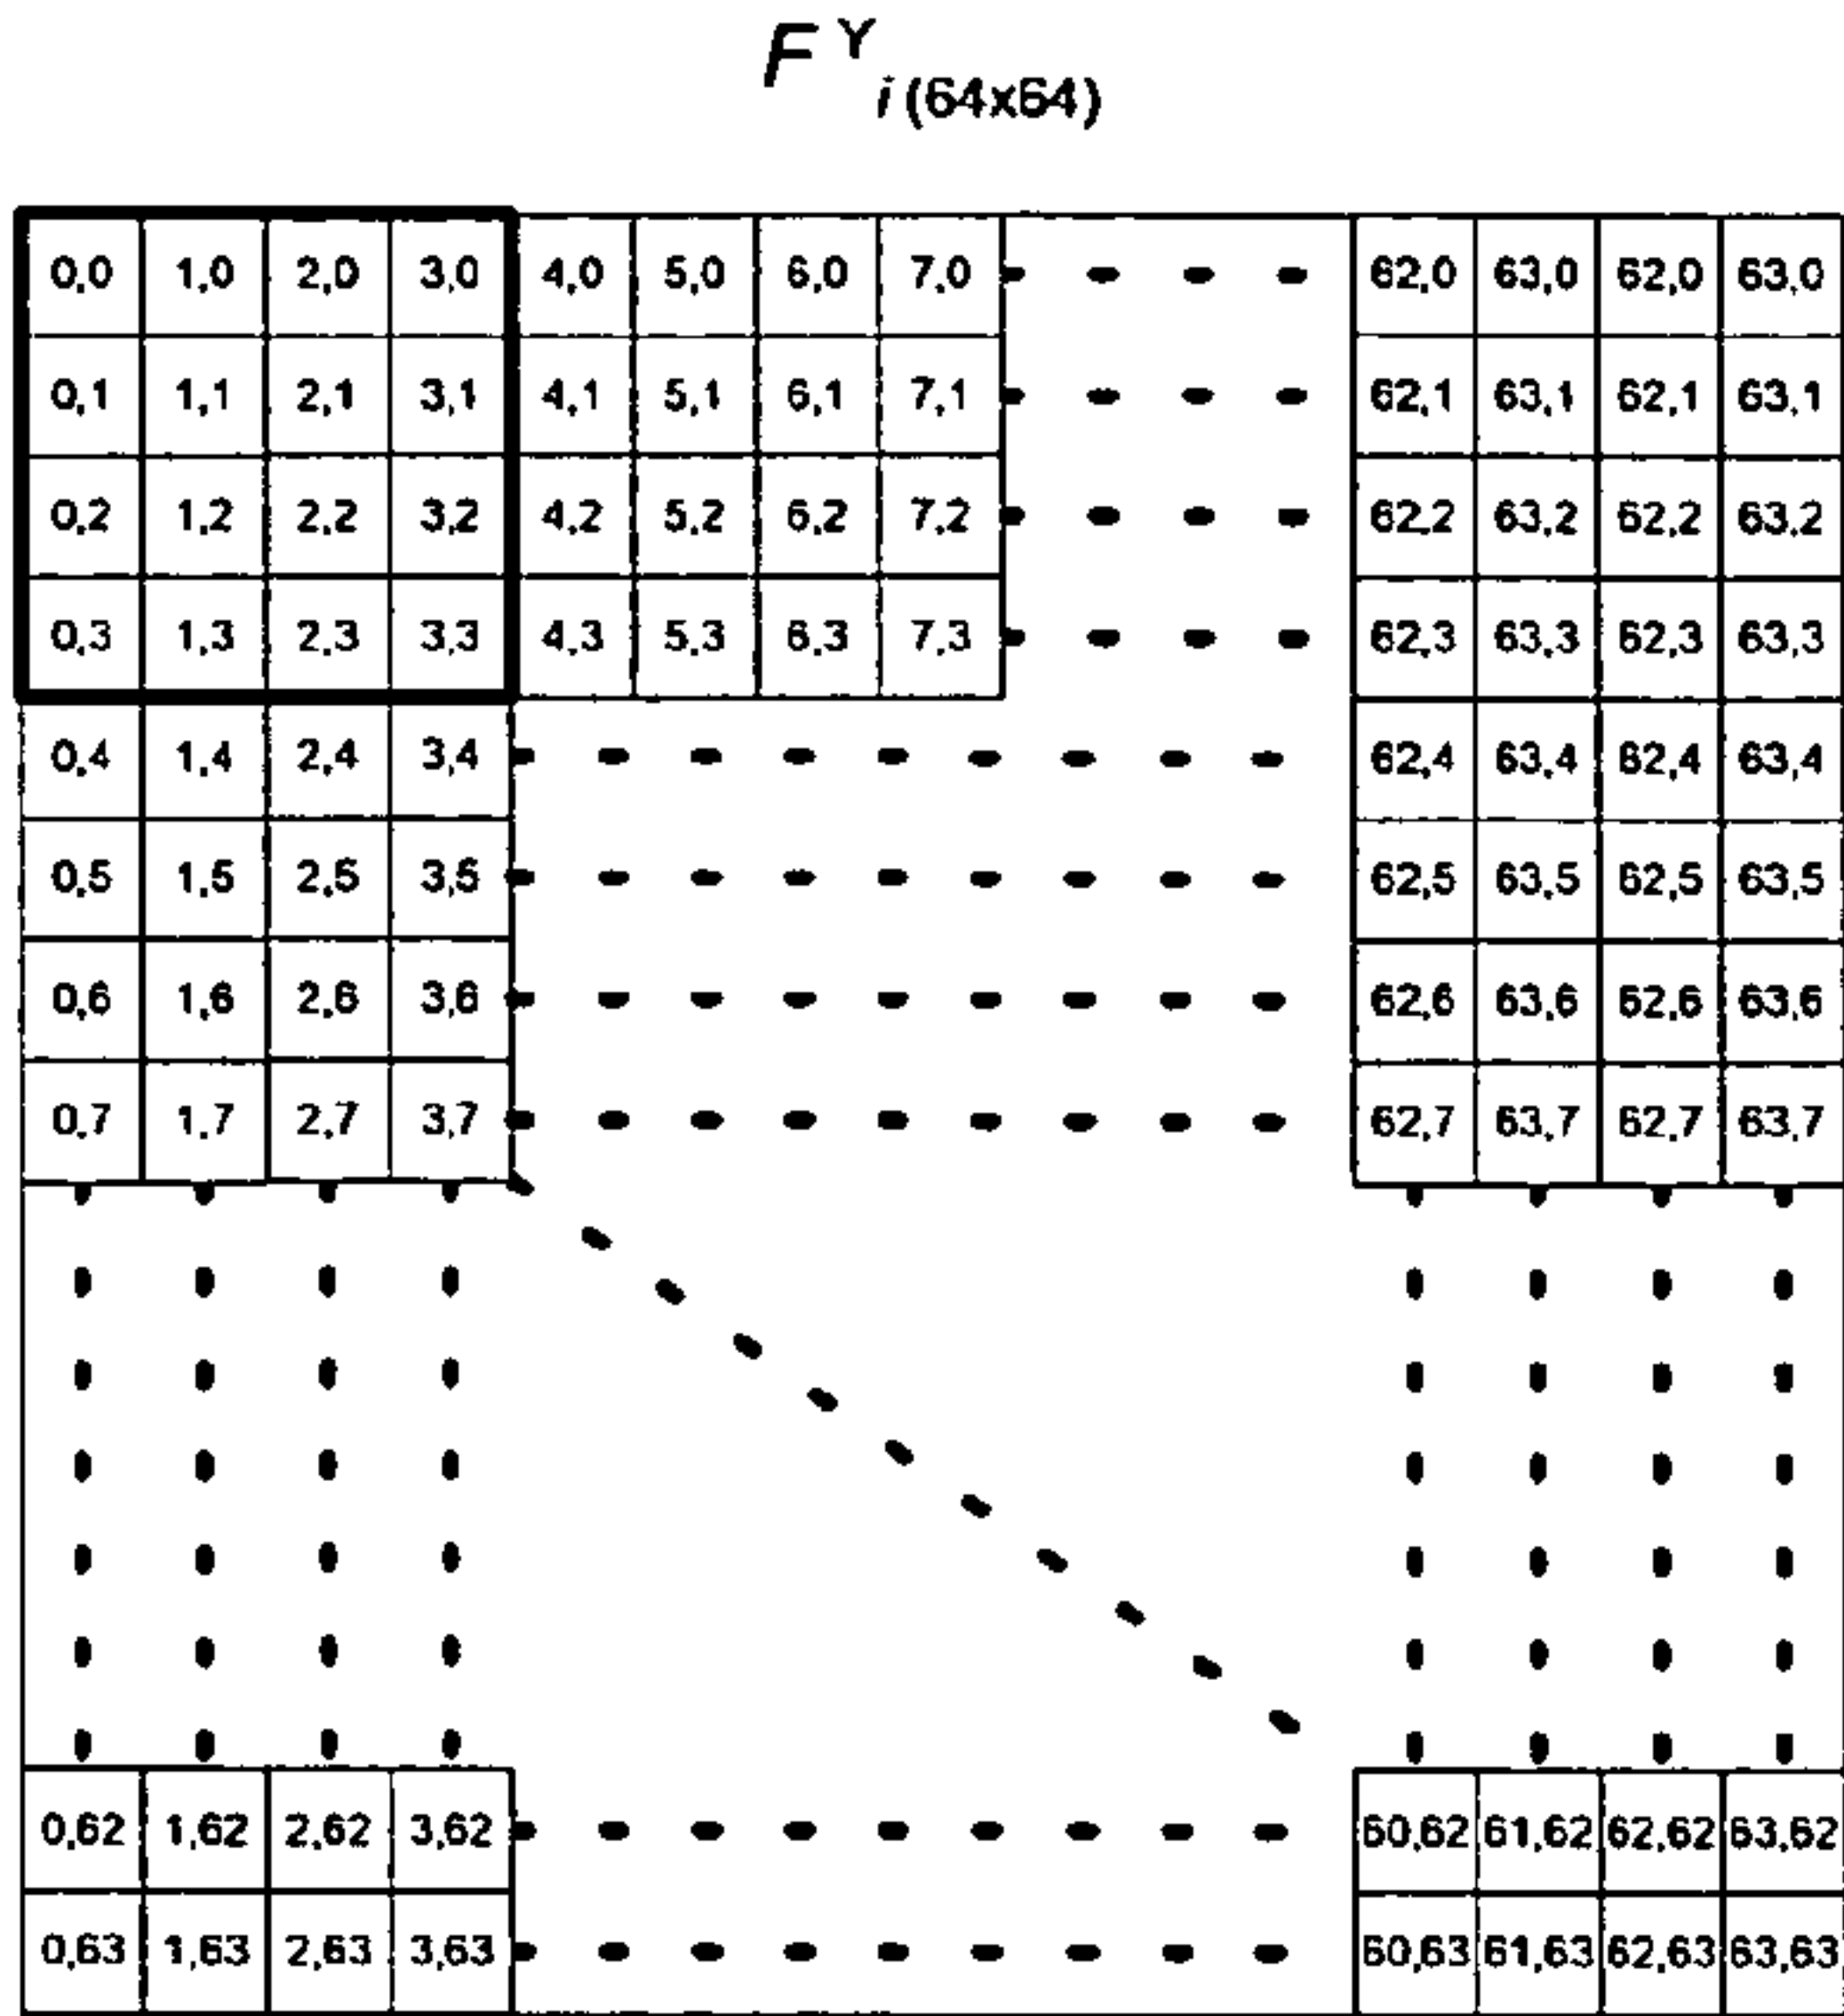 F Y i (64x64)
0,0 1,0 2,0 3,0 4,0 5,0 6,0 7,0 62,0 63,0 62,0 63,0
0,1 1,1 2,1 3,1 4,1 5,1 6,1 7,1 62,1 63,1 62,1 63,1
0,2 1,2 2,2 3,2 4,2 5,2 6,2 7,2 62,2 63,2 62,2 63,2
0,3 1,3 2,3 3,3 4,3 5,3 6,3 7,3 62,3 63,3 62,3 63,3
0,4 1,4 2,4 3,4 62,4 63,4 62,4 63,4
0,5 1,5 2,5 3,5 62,5 63,5 62,5 63,5
0,6 1,6 2,6 3,6 62,6 63,6 62,6 63,6
0,7 1,7 2,7 3,7 62,7 63,7 62,7 63,7
0,62 1,62 2,62 3,62 60,62 61,62 62,62 63,62
0,63 1,63 2,63 3,63 60,63 61,63 62,63 63,63